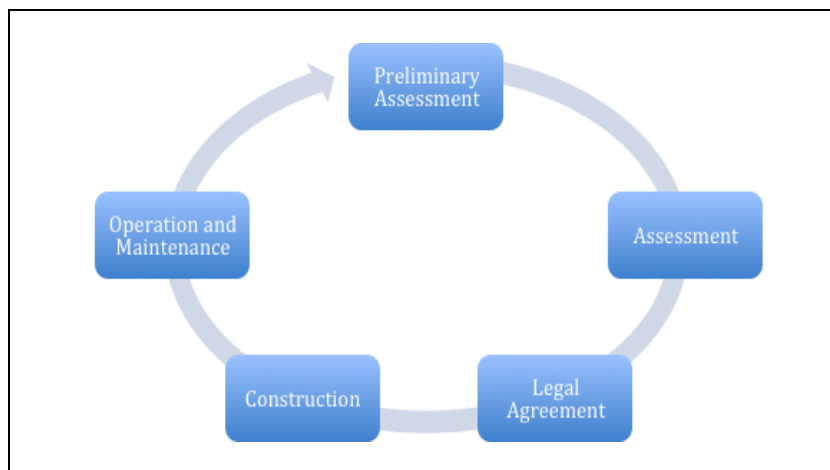 Preliminary
Assessment
Assessment
Legal
Agreement
Construction
Operation and
Maintenance